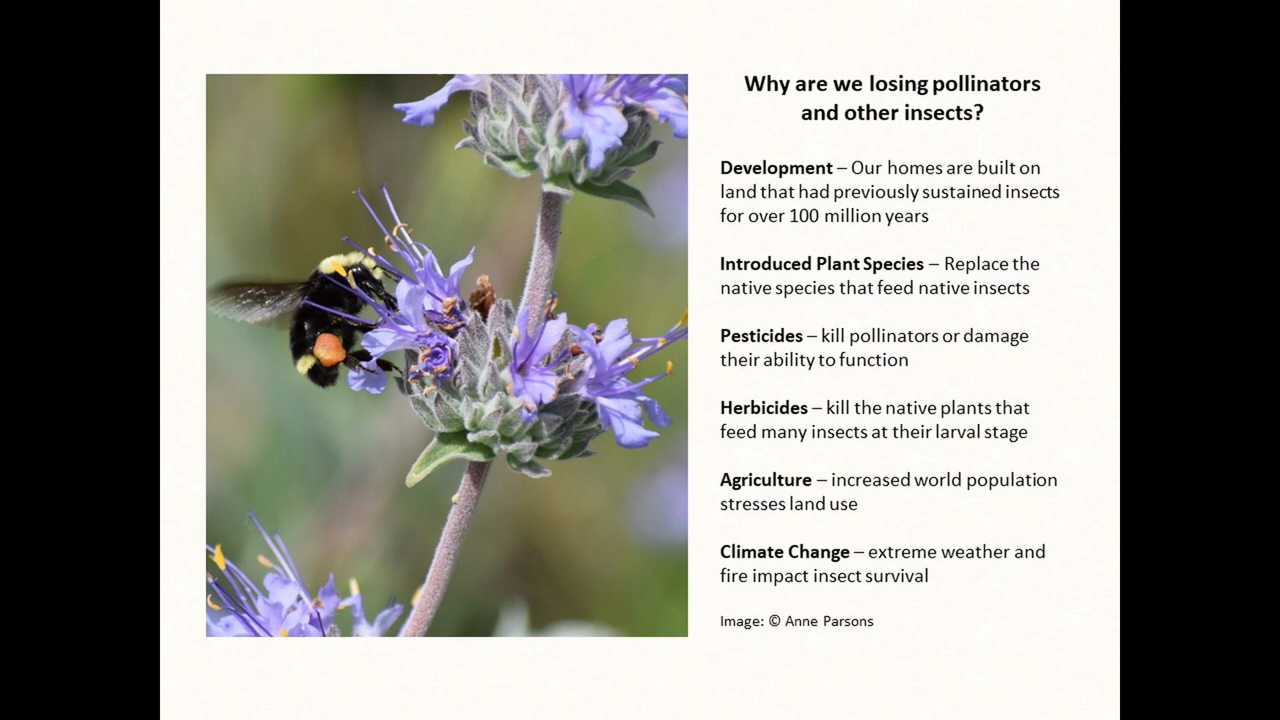 Why are we losing pollinators
and other insects?
Development – Our homes are built on
land that had previously sustained insects
for over 100 million years
Introduced Plant Species – Replace the
native species that feed native insects
Pesticides – kill pollinators or damage
their ability to function
Herbicides – kill the native plants that
feed many insects at their larval stage
Agriculture – increased world population
stresses land use
Climate Change – extreme weather and
fire impact insect survival
Image: © Anne Parsons